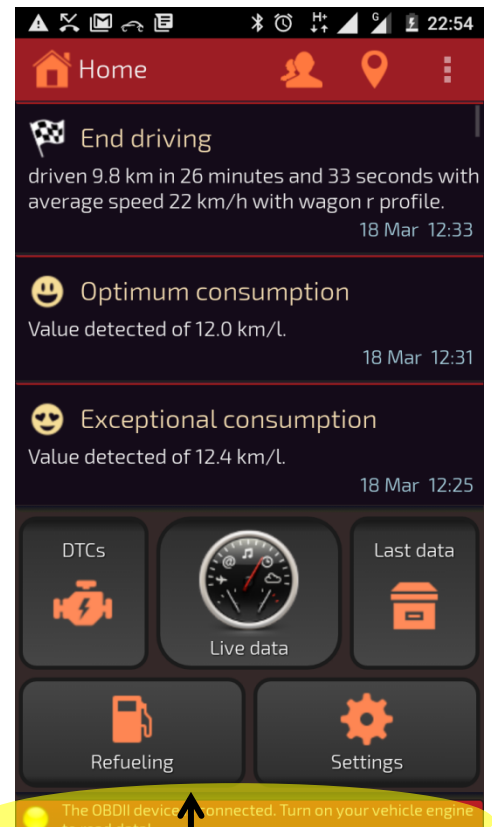 H+
G
22:54
Home
End driving
driven 9.8 km in 26 minutes and 33 seconds with
average speed 22 km/h with wagon r profile.
18 Mar 12:33
Optimum consumption
Value detected of 12.0 km/l.
18 Mar 12:31
Exceptional consumption
Value detected of 12.4 km/l.
18 Mar 12:25
DTCs
Live data
Last data
Refueling
Settings
The OBDII device connected. Turn on your vehicle engine
to read data!